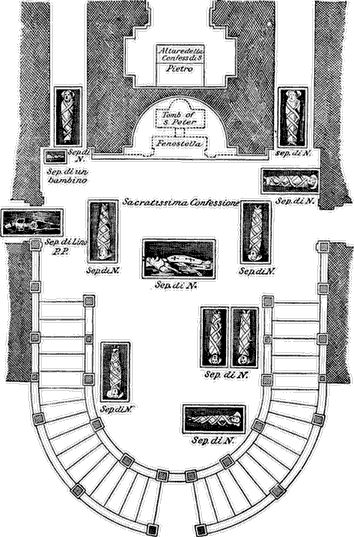 Altare della
Confess di S
Pietro
Tomb of
S. Peter
Fenestella
Sep di
N.
Sep. di N.
Sep. di un
bambino
Sep. di N.
Sacratissima Confessione
Sep. di Lino
P.P.
Sep di N.
Sep. di N.
Sep. di N.
Sep. di N.
Sep. di N.
Sep. di N.